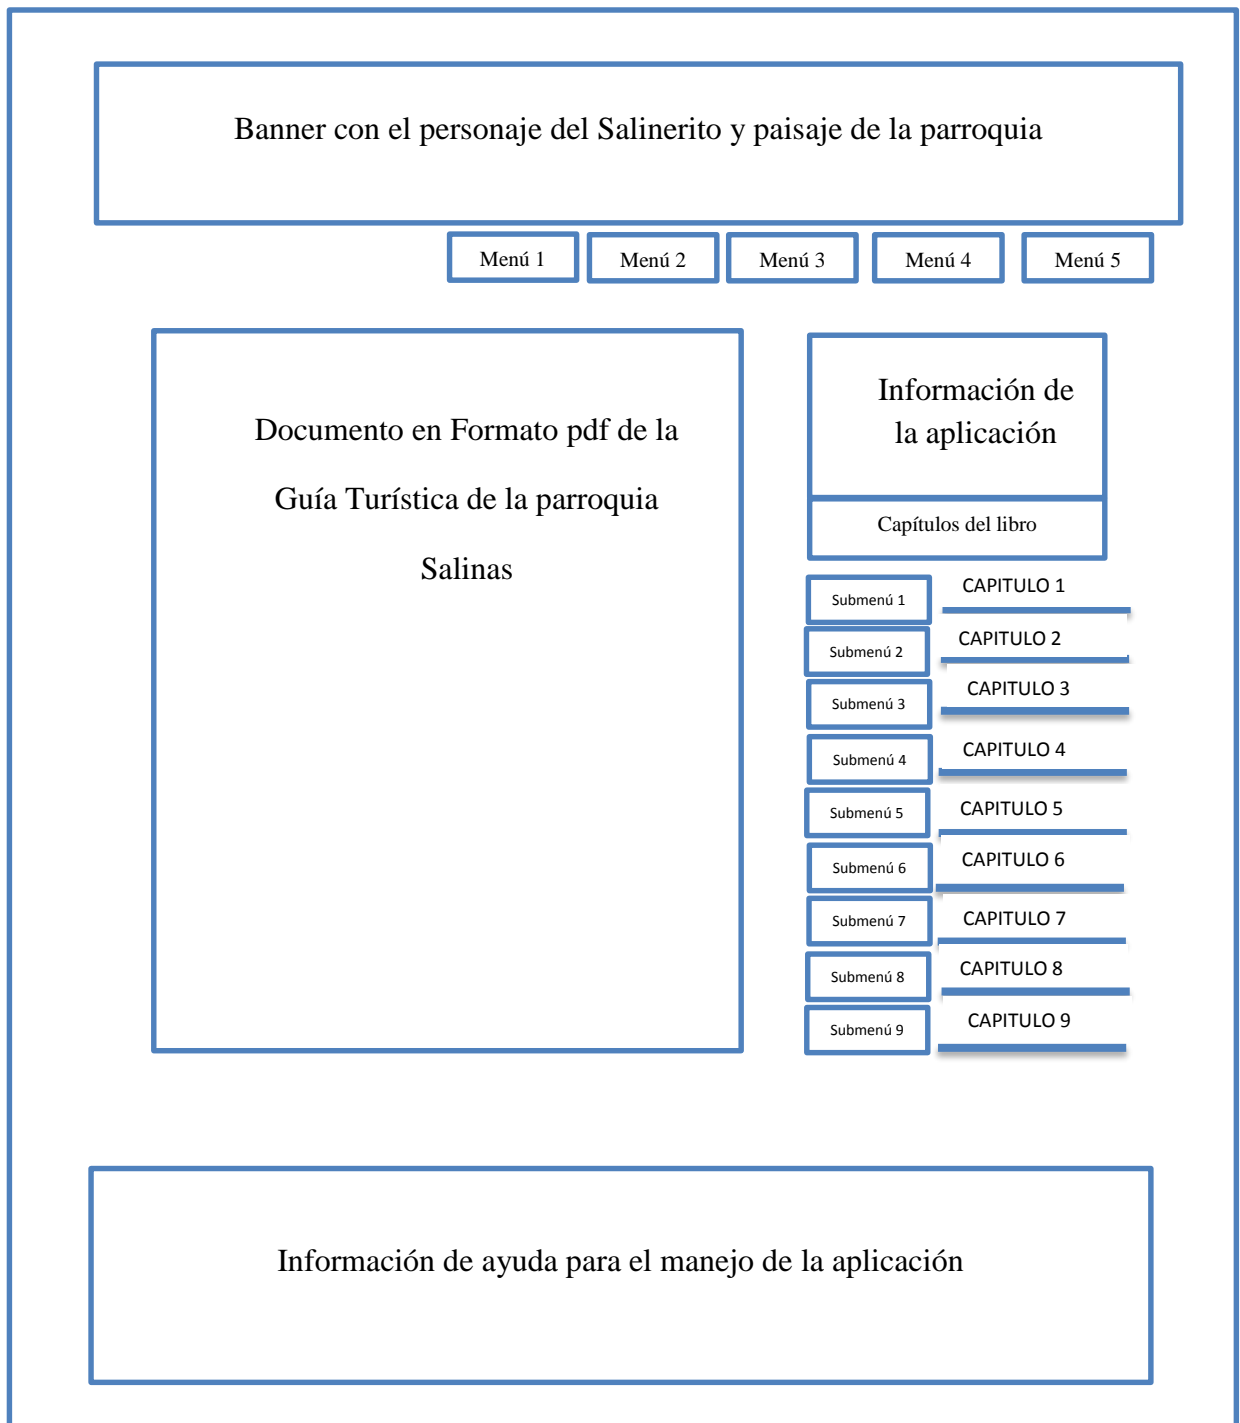 Banner con el personaje del Salinerito y paisaje de la parroquia
Menú 1
Menú 2
Menú 3
Menú 4
Menú 5
Documento en Formato pdf de la
Guía Turística de la parroquia
Salinas
Información de
la aplicación
Capítulos del libro
Submenú 1
CAPITULO 1
Submenú 2
CAPITULO 2
Submenú 3
CAPITULO 3
Submenú 4
CAPITULO 4
Submenú 5
CAPITULO 5
Submenú 6
CAPITULO 6
Submenú 7
CAPITULO 7
Submenú 8
CAPITULO 8
Submenú 9
CAPITULO 9
Información de ayuda para el manejo de la aplicación